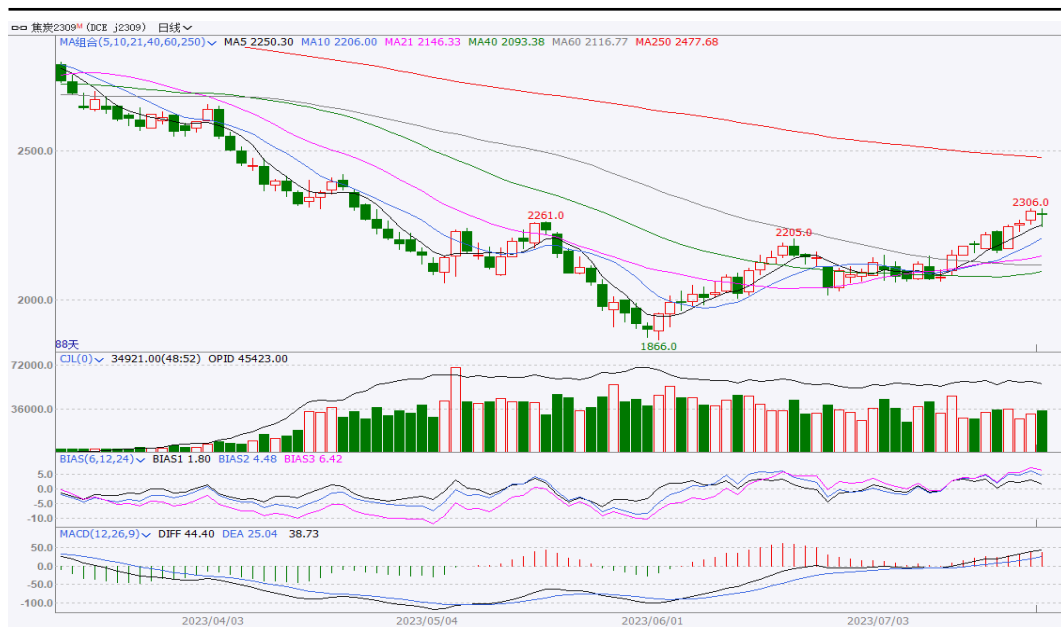 焦炭2309ᴹ (DCE j2309) 日线
MA组合(5,10,21,40,60,250) MA5 2250.30 MA10 2206.00 MA21 2146.33 MA40 2093.38 MA60 2116.77 MA250 2477.68
2500.0
2306.0
2261.0
2205.0
2000.0
1866.0
88天
CJL(0) 34921.00(48:52) OPID 45423.00
72000.0
36000.0
BIAS(6,12,24) BIAS1 1.80 BIAS2 4.48 BIAS3 6.42
5.0
0.0
-5.0
-10.0
MACD(12,26,9) DIFF 44.40 DEA 25.04 38.73
50.0
0.0
-50.0
-100.0
2023/04/03 2023/05/04 2023/06/01 2023/07/03